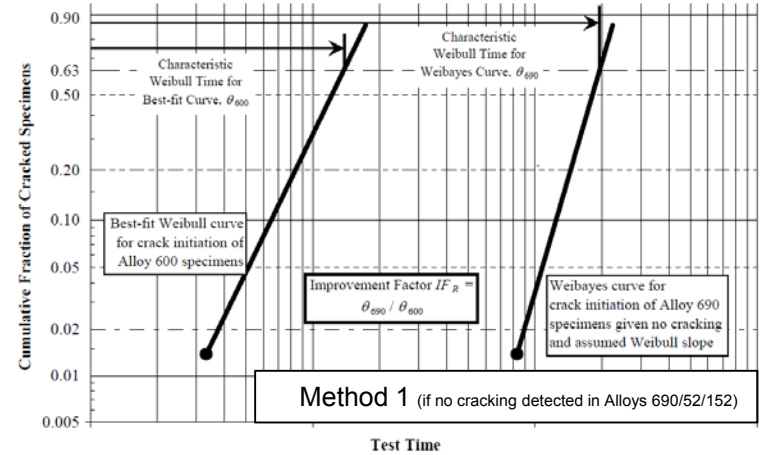 Cumulative Fraction of Cracked Specimens
0.90
0.63
0.50
0.20
0.10
0.05
0.02
0.01
0.005
Characteristic
Weibull Time for
Best-fit Curve, θ600
Characteristic
Weibull Time for
Weibayes Curve, θ690
Best-fit Weibull curve
for crack initiation of
Alloy 600 specimens
Improvement Factor IF R =
θ690 / θ600
Weibayes curve for
crack initiation of Alloy 690
specimens given no cracking
and assumed Weibull slope
Method 1 (if no cracking detected in Alloys 690/52/152)
Test Time